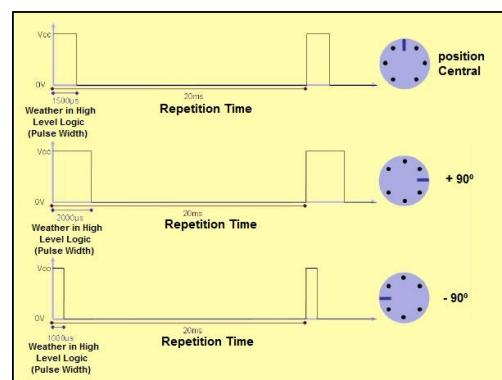 Vcc
0V
1500µs
20ms
Weather in High
Level Logic
(Pulse Width)
Repetition Time
position
Central
Vcc
0V
2000µs
20ms
Weather in High
Level Logic
(Pulse Width)
Repetition Time
+ 90º
Vcc
0V
1000µs
20ms
Weather in High
Level Logic
(Pulse Width)
Repetition Time
- 90º